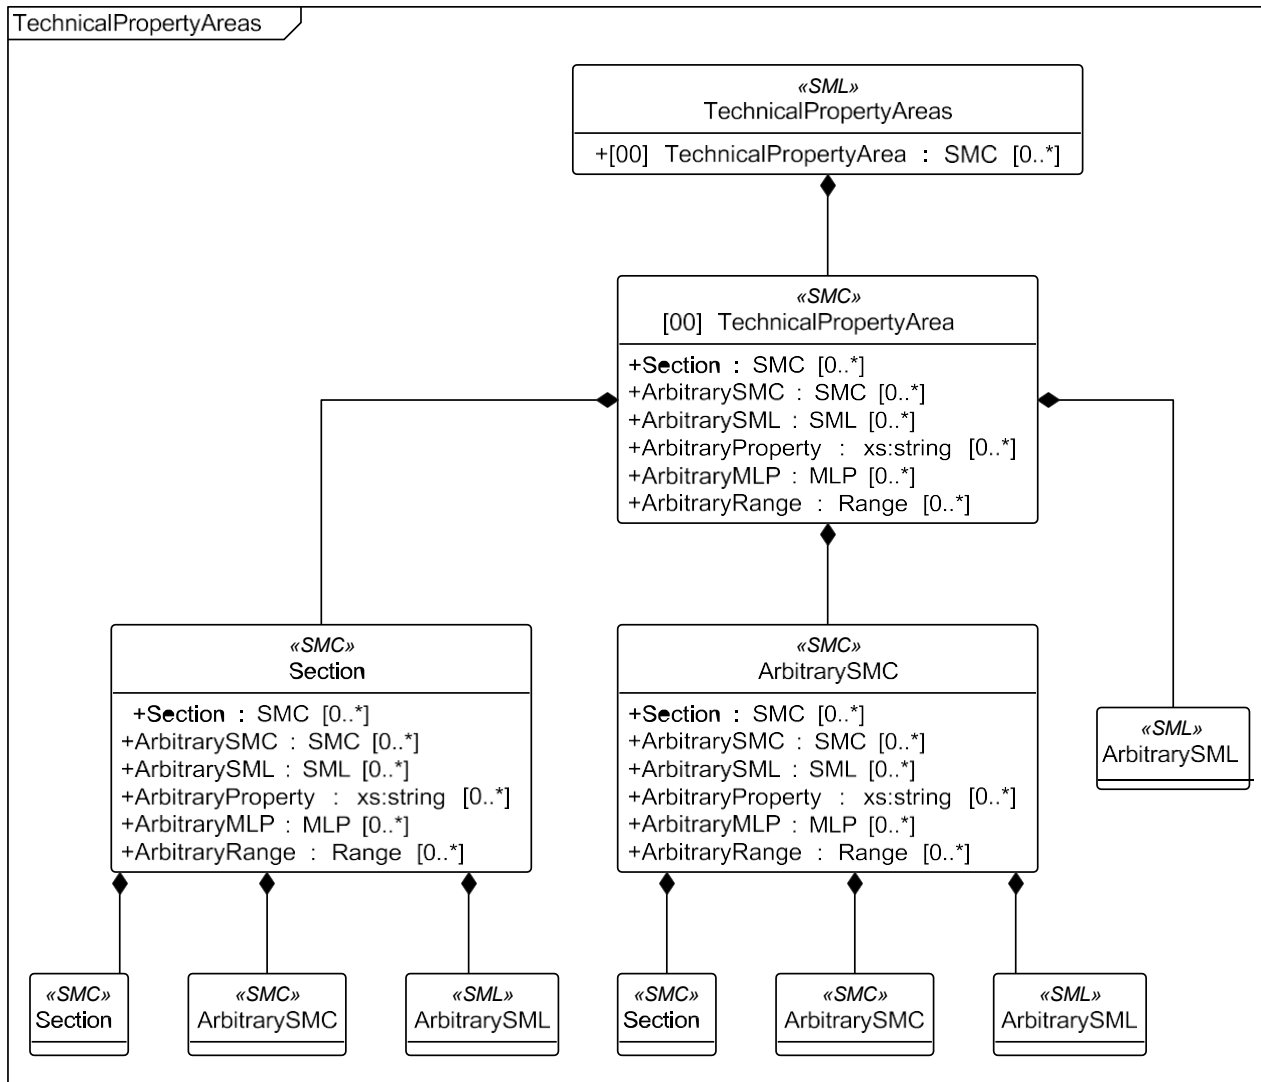 TechnicalPropertyAreas
«SML»
TechnicalPropertyAreas
+[00] TechnicalPropertyArea : SMC [0..*]
«SMC»
[00] TechnicalPropertyArea
+Section : SMC [0..*]
+ArbitrarySMC : SMC [0..*]
+ArbitrarySML : SML [0..*]
+ArbitraryProperty : xs:string [0..*]
+ArbitraryMLP : MLP [0..*]
+ArbitraryRange : Range [0..*]
«SMC»
Section
+Section : SMC [0..*]
+ArbitrarySMC : SMC [0..*]
+ArbitrarySML : SML [0..*]
+ArbitraryProperty : xs:string [0..*]
+ArbitraryMLP : MLP [0..*]
+ArbitraryRange : Range [0..*]
«SMC»
ArbitrarySMC
+Section : SMC [0..*]
+ArbitrarySMC : SMC [0..*]
+ArbitrarySML : SML [0..*]
+ArbitraryProperty : xs:string [0..*]
+ArbitraryMLP : MLP [0..*]
+ArbitraryRange : Range [0..*]
«SML»
ArbitrarySML
«SMC»
Section
«SMC»
ArbitrarySMC
«SML»
ArbitrarySML
«SMC»
Section
«SMC»
ArbitrarySMC
«SML»
ArbitrarySML